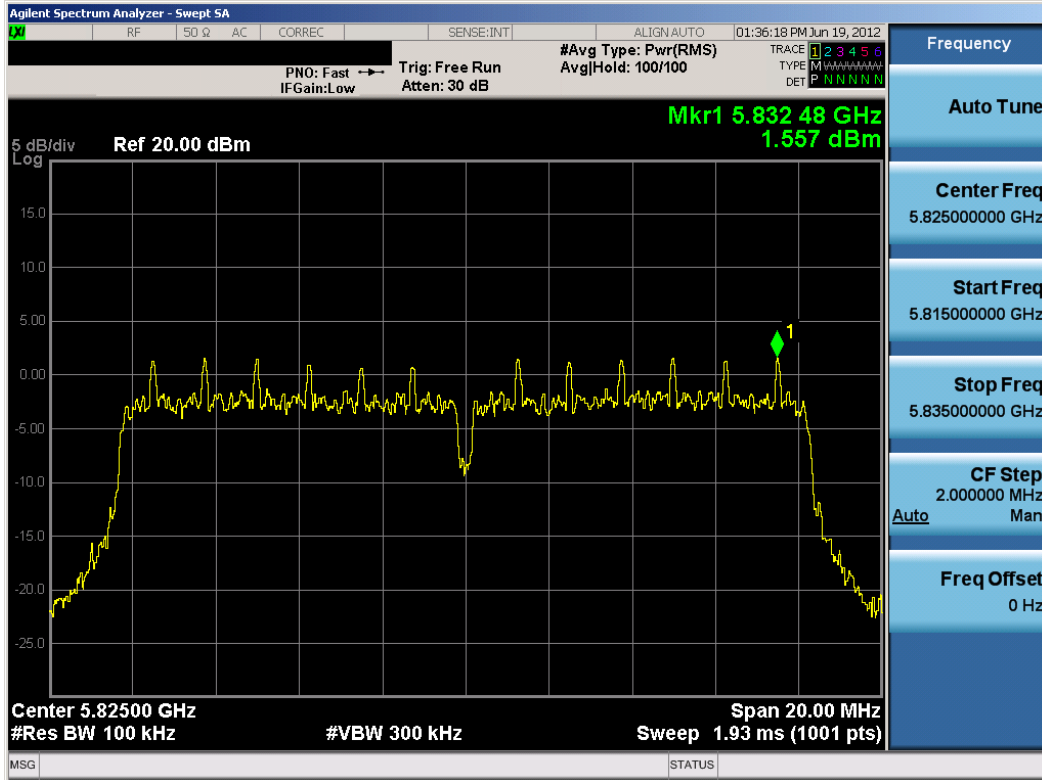 Agilent Spectrum Analyzer - Swept SA
LXI RF 50 Ω AC CORREC SENSE:INT ALIGN AUTO 01:36:18 PM Jun 19, 2012
PNO: Fast
IFGain:Low
Trig: Free Run
Atten: 30 dB
#Avg Type: Pwr(RMS)
Avg|Hold: 100/100
TRACE 1 2 3 4 5 6
TYPE M
DET P N N N N N
Mkr1 5.832 48 GHz
1.557 dBm
5 dB/div Ref 20.00 dBm
Log
15.0
10.0
5.00
0.00
-5.00
-10.0
-15.0
-20.0
-25.0
1
Center 5.82500 GHz Span 20.00 MHz
#Res BW 100 kHz #VBW 300 kHz Sweep 1.93 ms (1001 pts)
MSG STATUS
Frequency
Auto Tune
Center Freq
5.825000000 GHz
Start Freq
5.815000000 GHz
Stop Freq
5.835000000 GHz
CF Step
2.000000 MHz
Auto Man
Freq Offset
0 Hz